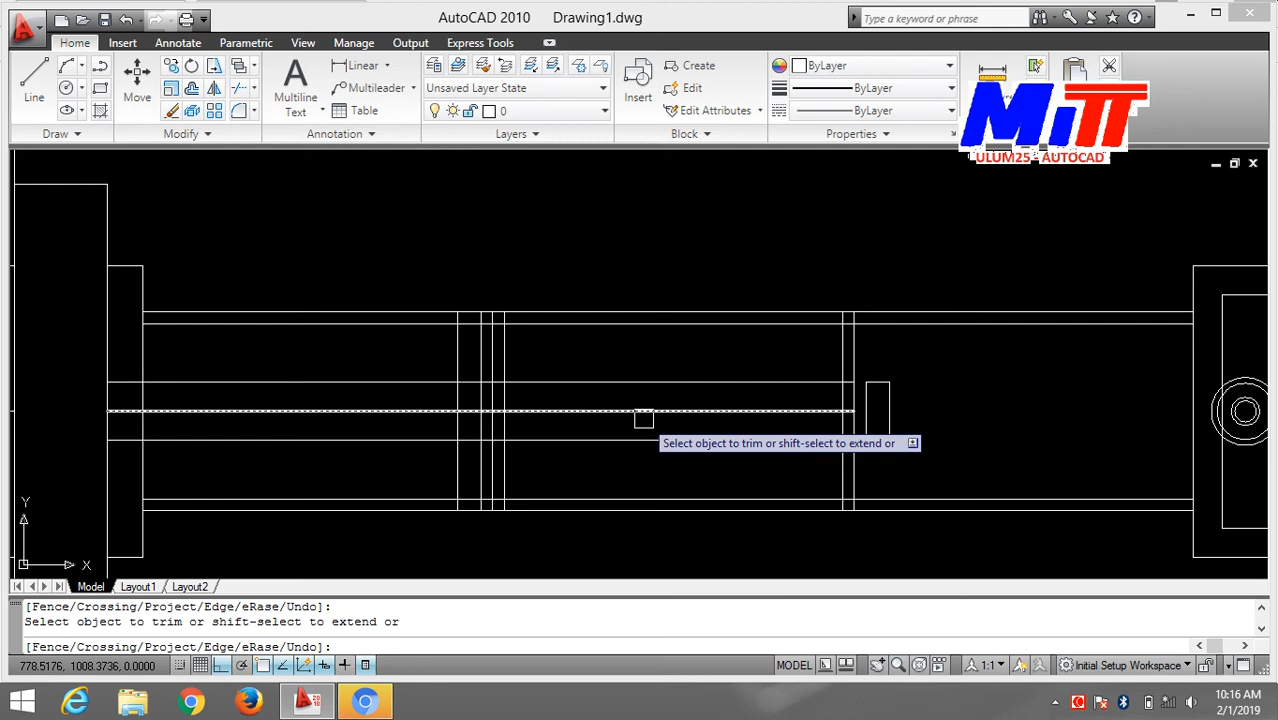 AutoCAD 2010 Drawing1.dwg
Type a keyword or phrase
Home Insert Annotate Parametric View Manage Output Express Tools
Line
Move
Multiline
Text
Linear
Multileader
Table
Unsaved Layer State
0
Insert
Create
Edit
Edit Attributes
ByLayer
ByLayer
ByLayer
Draw
Modify
Annotation
Layers
Block
Properties
MiTT
ULUM25 - AUTOCAD
Select object to trim or shift-select to extend or
Y
X
Model Layout1 Layout2
[Fence/Crossing/Project/Edge/eRase/Undo]:
Select object to trim or shift-select to extend or
[Fence/Crossing/Project/Edge/eRase/Undo]:
778.5176, 1008.3736, 0.0000
MODEL
1:1
Initial Setup Workspace
10:16 AM
2/1/2019